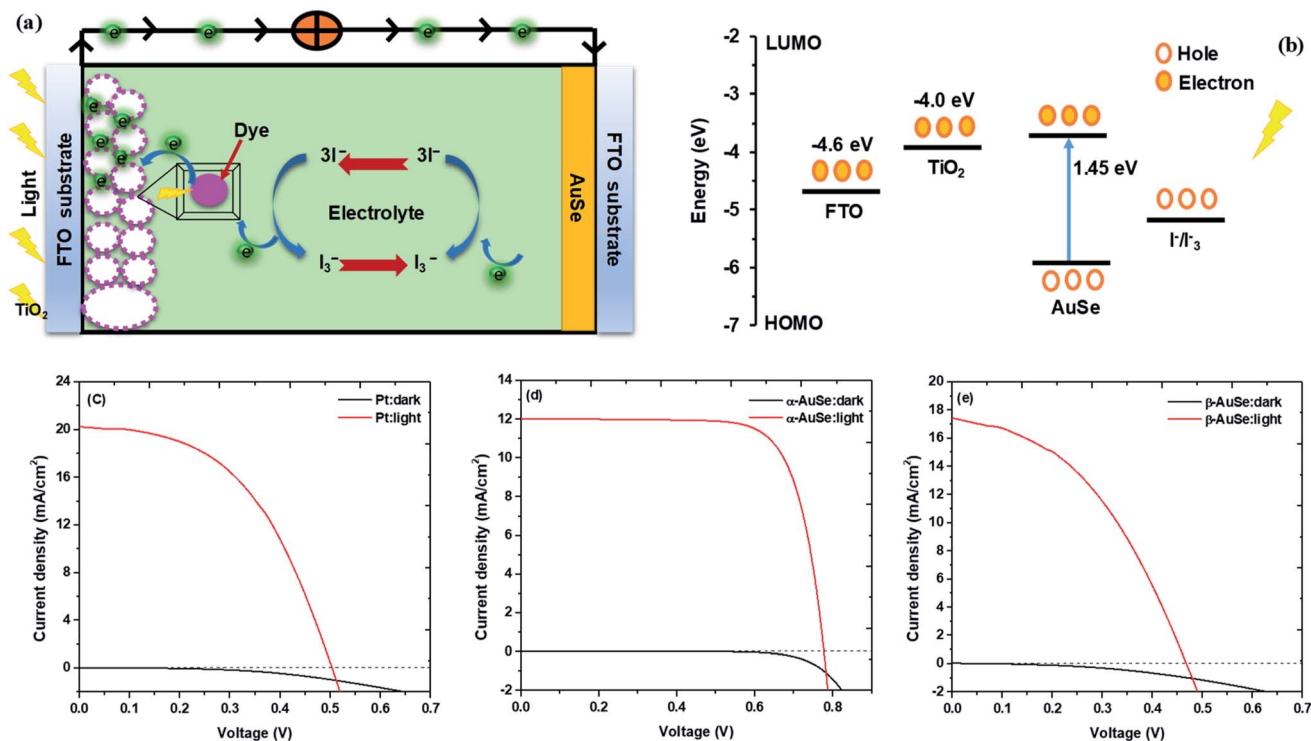 (a)
e⁻ e⁻ e⁻ e⁻
Light
FTO substrate
TiO₂
e⁻
e⁻
e⁻
e⁻
e⁻
e⁻
Dye
3I⁻ 3I⁻
Electrolyte
I₃⁻ I₃⁻
e⁻
e⁻
AuSe
FTO substrate
(b)
Energy (eV)
-2
-3
-4
-5
-6
-7
LUMO
HOMO
-4.6 eV
FTO
-4.0 eV
TiO₂
1.45 eV
AuSe
I⁻/I⁻₃
Hole
Electron
(C)
Pt:dark
Pt:light
Current density (mA/cm²)
24
20
16
12
8
4
0
0.0 0.1 0.2 0.3 0.4 0.5 0.6 0.7
Voltage (V)
(d)
α-AuSe:dark
α-AuSe:light
Current density (mA/cm²)
14
12
10
8
6
4
2
0
-2
0.0 0.2 0.4 0.6 0.8
Voltage (V)
(e)
β-AuSe:dark
β-AuSe:light
Current density (mA/cm²)
20
18
16
14
12
10
8
6
4
2
0
-2
0.0 0.1 0.2 0.3 0.4 0.5 0.6 0.7
Voltage (V)